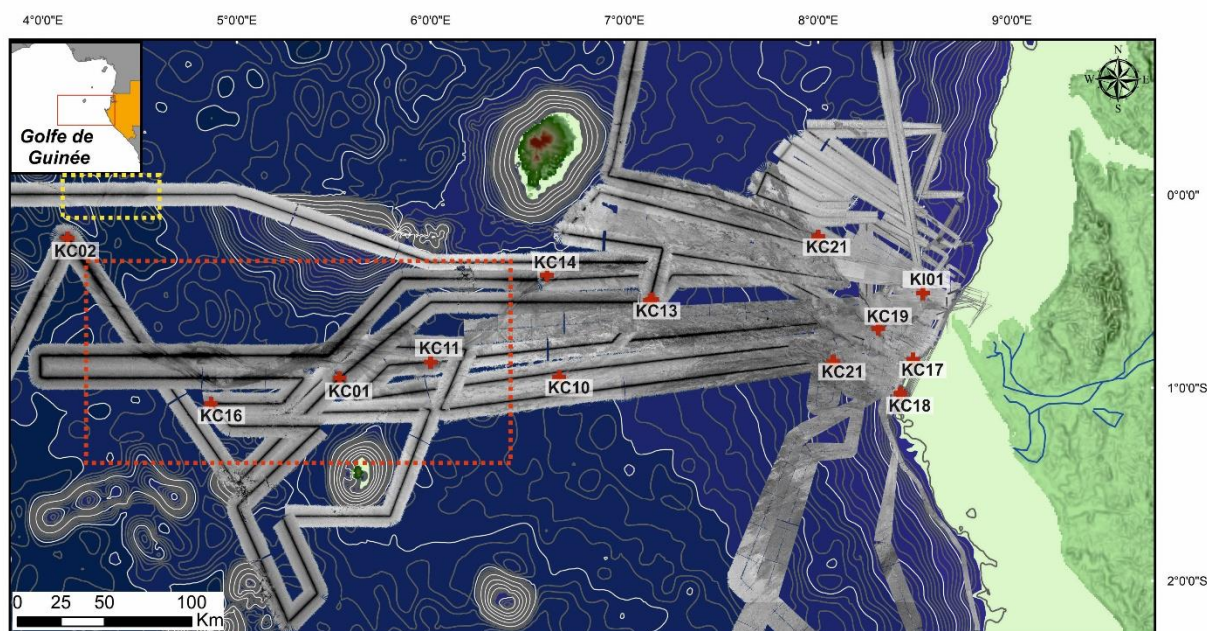 4°0'0"E 5°0'0"E 6°0'0"E 7°0'0"E 8°0'0"E 9°0'0"E
N
W E
S
Golfe de
Guinée
0°0'0"
KC02
KC21
KC14
KI01
KC13
KC19
KC11
KC17
KC01
KC10
KC21
1°0'0"S
KC16
KC18
2°0'0"S
0 25 50 100
Km